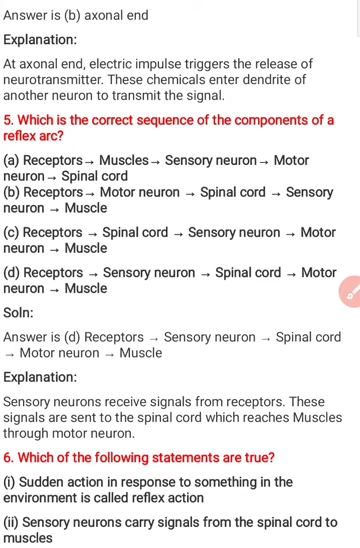 Answer is (b) axonal end
Explanation:
At axonal end, electric impulse triggers the release of
neurotransmitter. These chemicals enter dendrite of
another neuron to transmit the signal.
5. Which is the correct sequence of the components of a
reflex arc?
(a) Receptors→ Muscles→ Sensory neuron→ Motor
neuron→ Spinal cord
(b) Receptors→ Motor neuron → Spinal cord → Sensory
neuron → Muscle
(c) Receptors → Spinal cord → Sensory neuron → Motor
neuron → Muscle
(d) Receptors → Sensory neuron → Spinal cord → Motor
neuron → Muscle
Soln:
Answer is (d) Receptors → Sensory neuron → Spinal cord
→ Motor neuron → Muscle
Explanation:
Sensory neurons receive signals from receptors. These
signals are sent to the spinal cord which reaches Muscles
through motor neuron.
6. Which of the following statements are true?
(i) Sudden action in response to something in the
environment is called reflex action
(ii) Sensory neurons carry signals from the spinal cord to
muscles